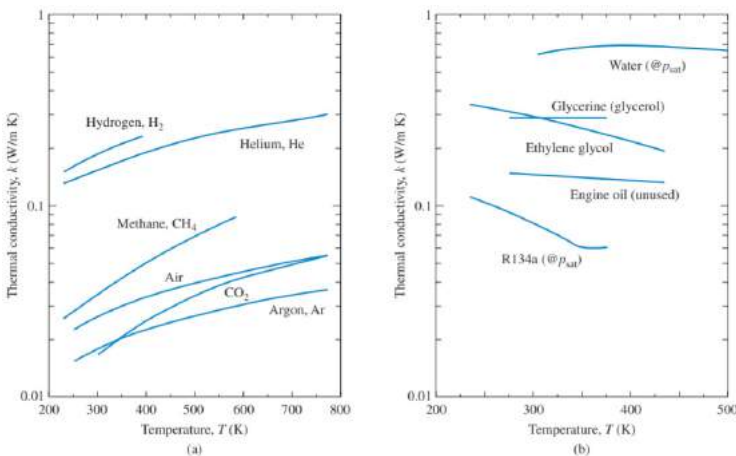 1
Hydrogen, H₂
Helium, He
0.1
Methane, CH₄
Air
CO₂
Argon, Ar
0.01
200 300 400 500 600 700 800
Temperature, T (K)
(a)
Thermal conductivity, k (W/m K)
1
Water (@p_sat)
Glycerine (glycerol)
Ethylene glycol
0.1
Engine oil (unused)
R134a (@p_sat)
0.01
200 300 400 500
Temperature, T (K)
(b)
Thermal conductivity, k (W/m K)